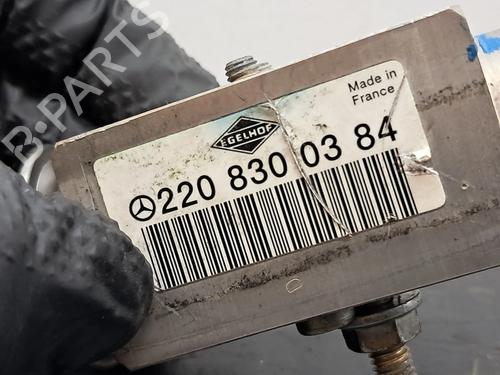 B-PARTS
EGELHOF
Made in
France
220 830 03 84